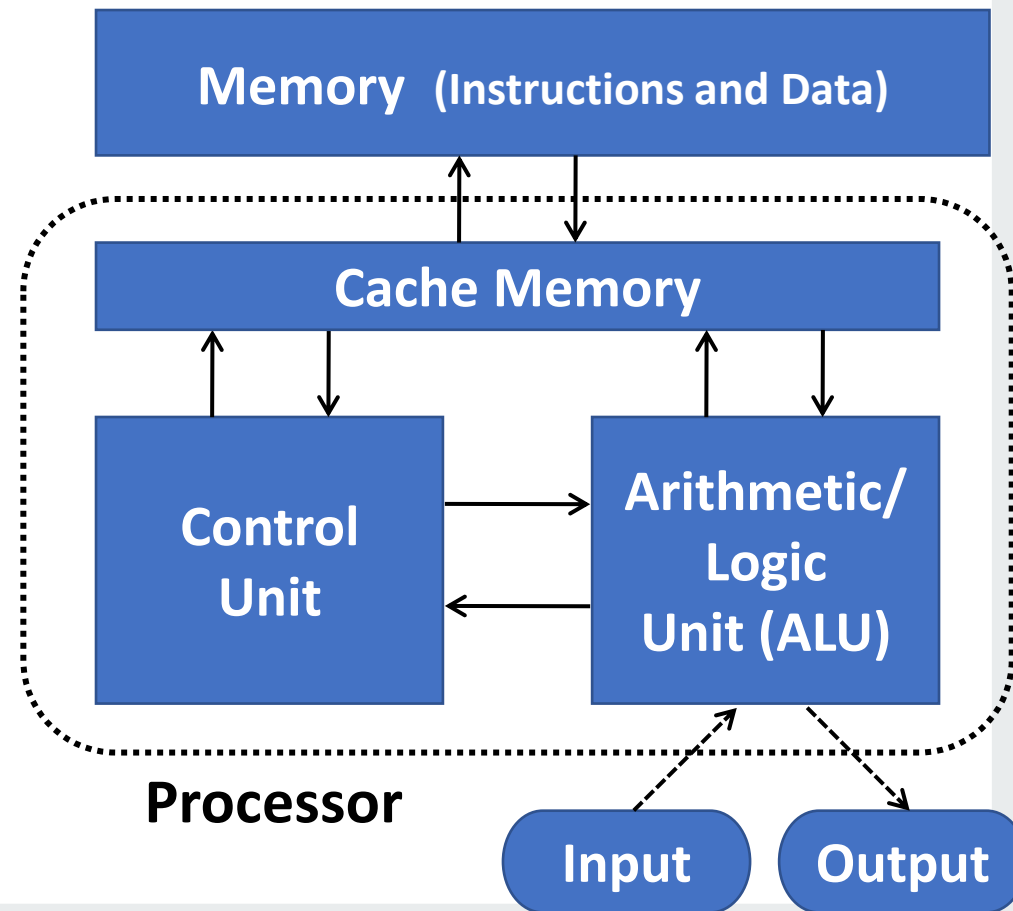 Memory (Instructions and Data)
Cache Memory
Control
Unit
Arithmetic/
Logic
Unit (ALU)
Processor
Input
Output